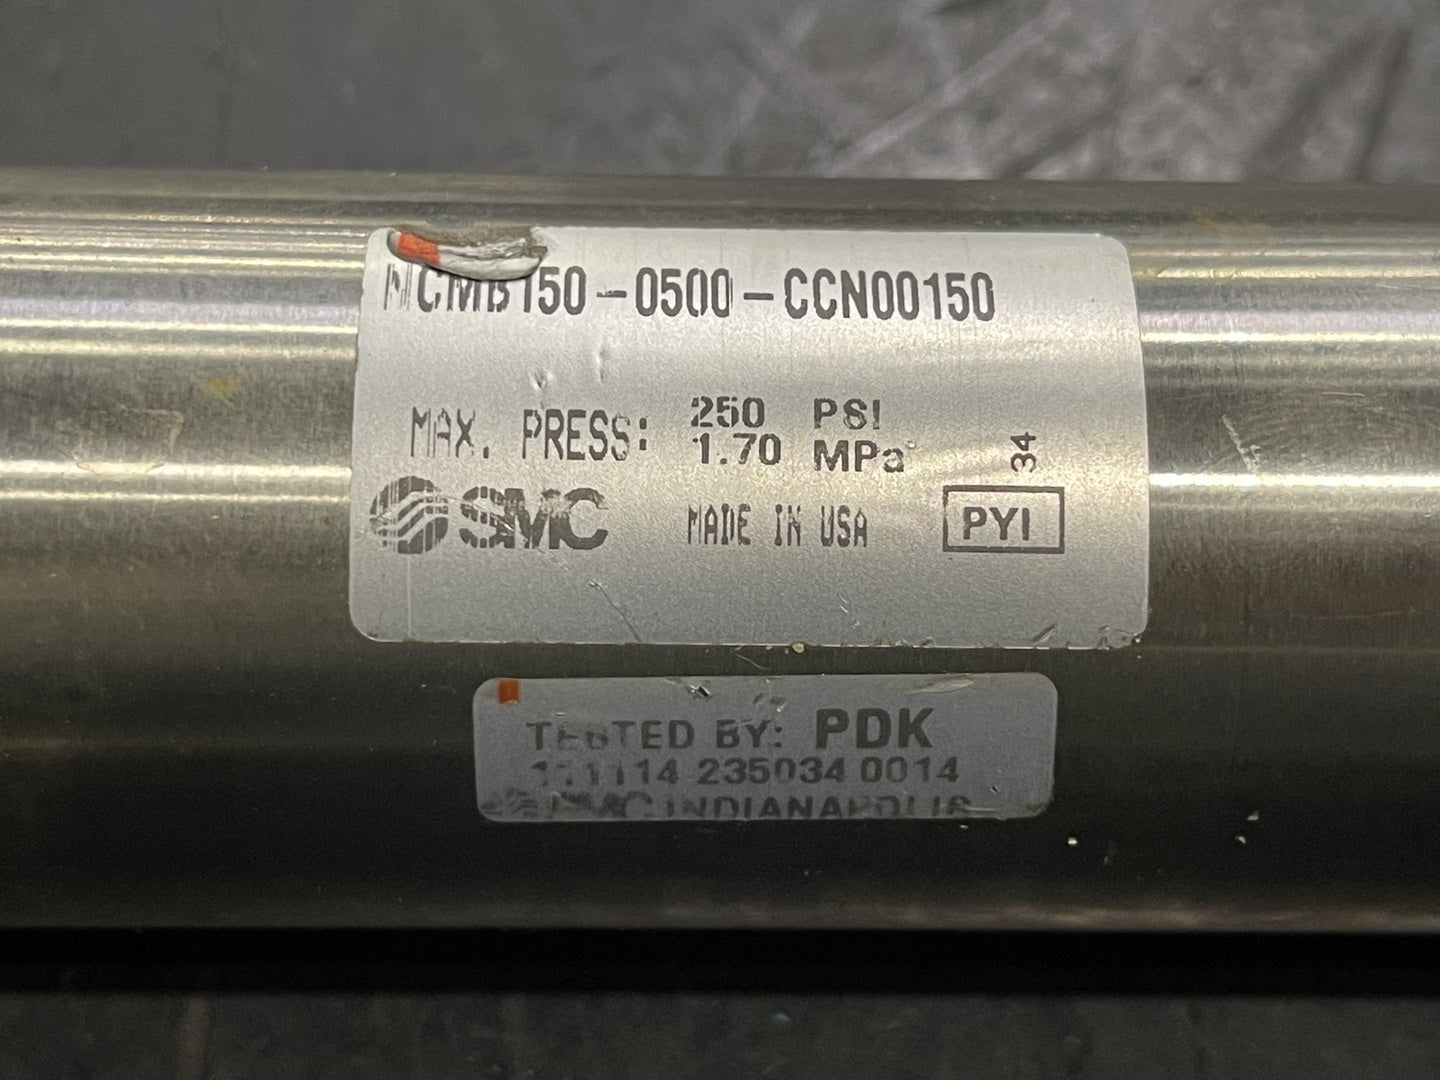 NCMB150-0500-CCN00150
MAX. PRESS: 250 PSI
1.70 MPa
34
SMC MADE IN USA PYI
TESTED BY: PDK
111114 235034 0014
SMC INDIANAPOLIS